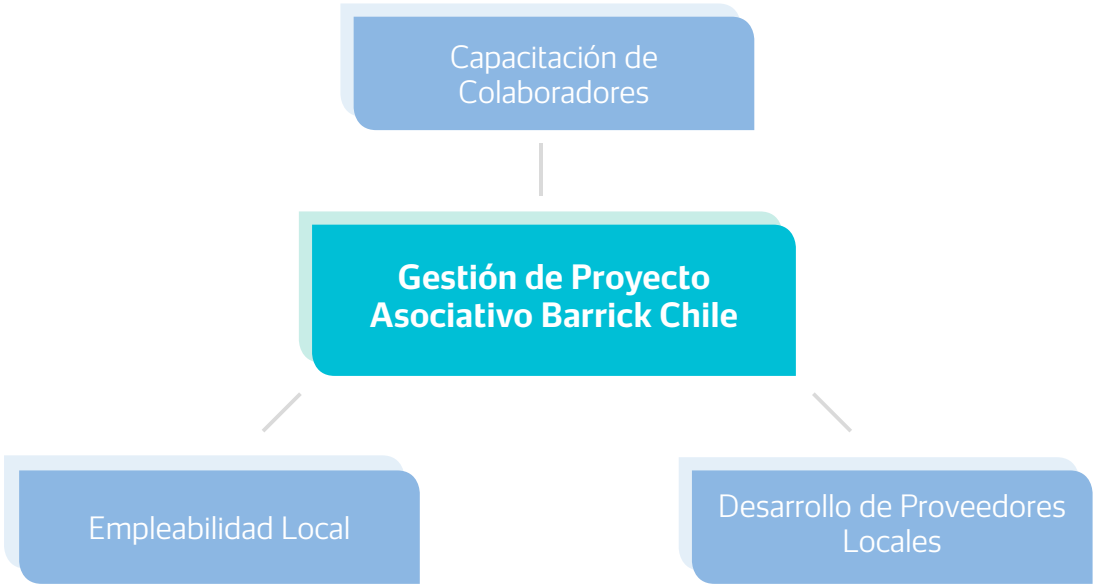 Capacitación de
Colaboradores
Gestión de Proyecto
Asociativo Barrick Chile
Empleabilidad Local
Desarrollo de Proveedores
Locales